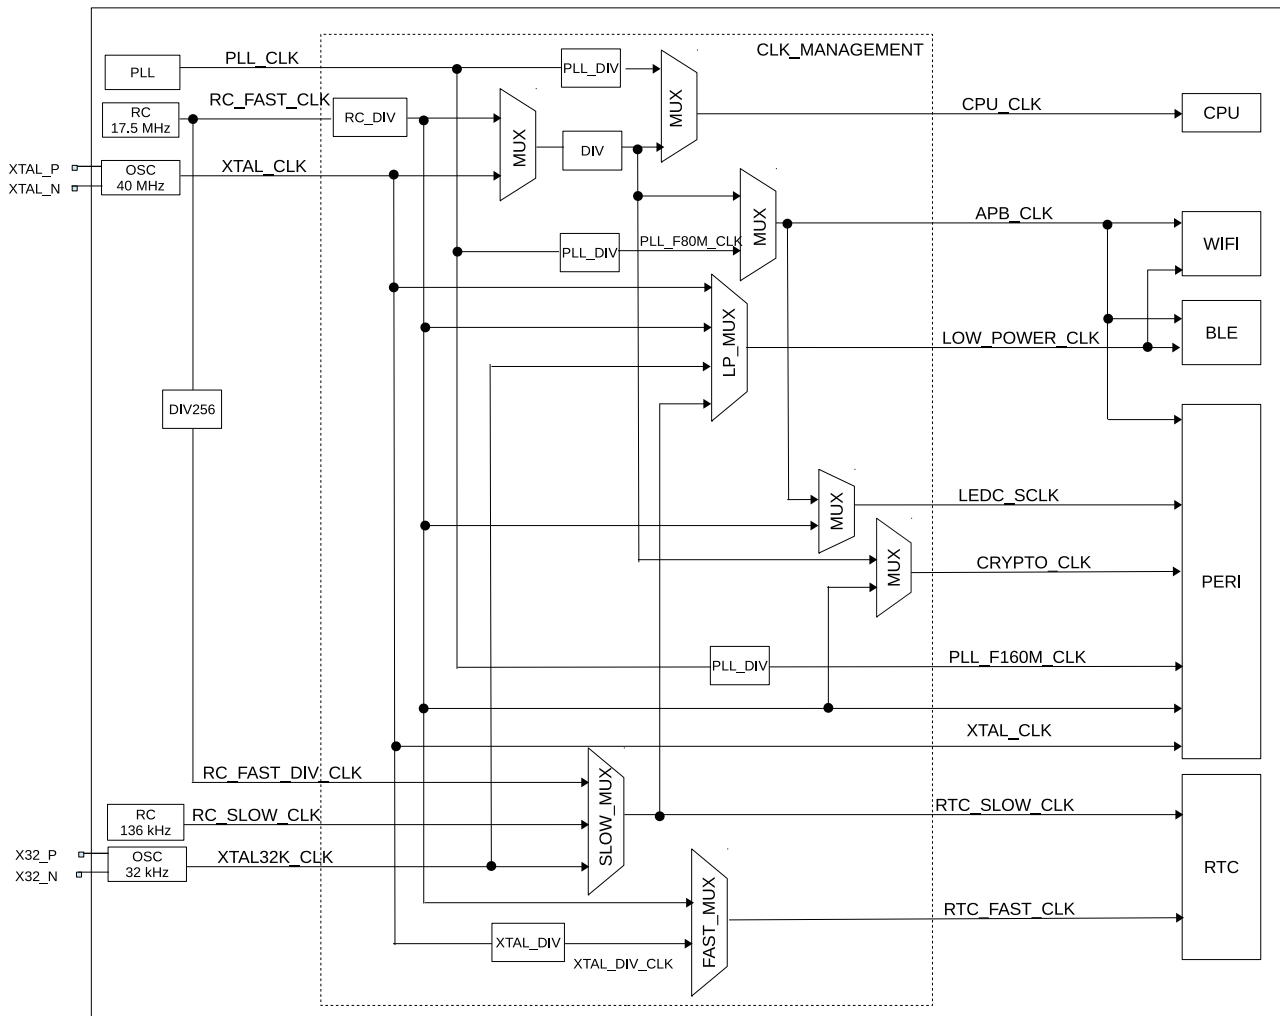 CLK_MANAGEMENT
PLL
PLL_CLK
PLL_DIV
MUX
CPU_CLK
CPU
RC
17.5 MHz
RC_FAST_CLK
RC_DIV
MUX
DIV
XTAL_P
XTAL_N
OSC
40 MHz
XTAL_CLK
MUX
APB_CLK
WIFI
PLL_DIV
PLL_F80M_CLK
LP_MUX
LOW_POWER_CLK
BLE
DIV256
MUX
LEDC_SCLK
MUX
CRYPTO_CLK
PERI
PLL_DIV
PLL_F160M_CLK
XTAL_CLK
RC_FAST_DIV_CLK
SLOW_MUX
RC
136 kHz
RC_SLOW_CLK
RTC_SLOW_CLK
X32_P
X32_N
OSC
32 kHz
XTAL32K_CLK
RTC
FAST_MUX
RTC_FAST_CLK
XTAL_DIV
XTAL_DIV_CLK